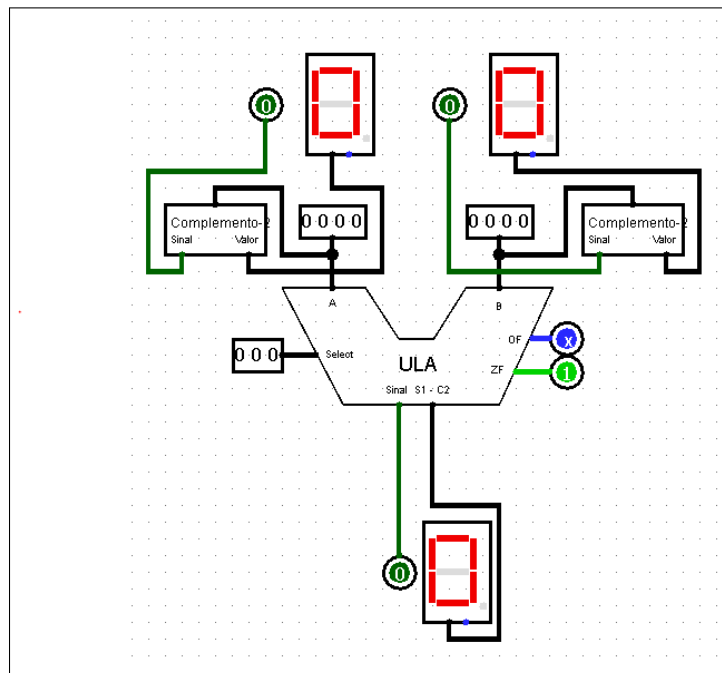 0 0
0 0 0 0 0 0 0 0
Complemento-2 Complemento-2
Sinal Valor Sinal Valor
A B
OF x
0 0 0 Select ULA
ZF 1
Sinal S1 - C2
0